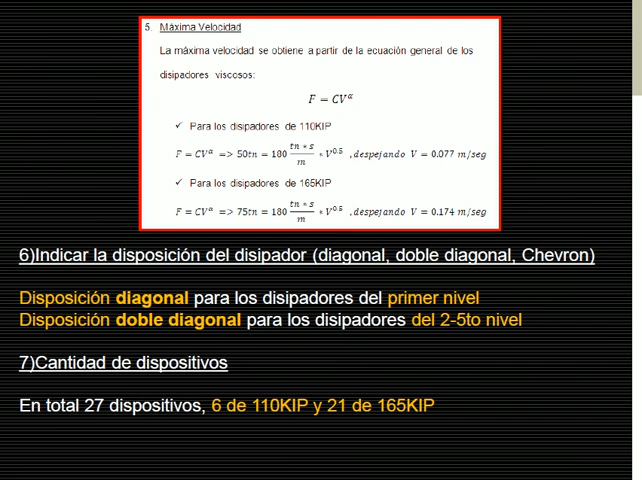 5. Máxima Velocidad
La máxima velocidad se obtiene a partir de la ecuación general de los
disipadores viscosos:
F = CV^α
✓ Para los disipadores de 110KIP
F = CV^α => 50tn = 180 tn * s / m * V^0.5 , despejando V = 0.077 m/seg
✓ Para los disipadores de 165KIP
F = CV^α => 75tn = 180 tn * s / m * V^0.5 , despejando V = 0.174 m/seg
6)Indicar la disposición del disipador (diagonal, doble diagonal, Chevron)
Disposición diagonal para los disipadores del primer nivel
Disposición doble diagonal para los disipadores del 2-5to nivel
7)Cantidad de dispositivos
En total 27 dispositivos, 6 de 110KIP y 21 de 165KIP